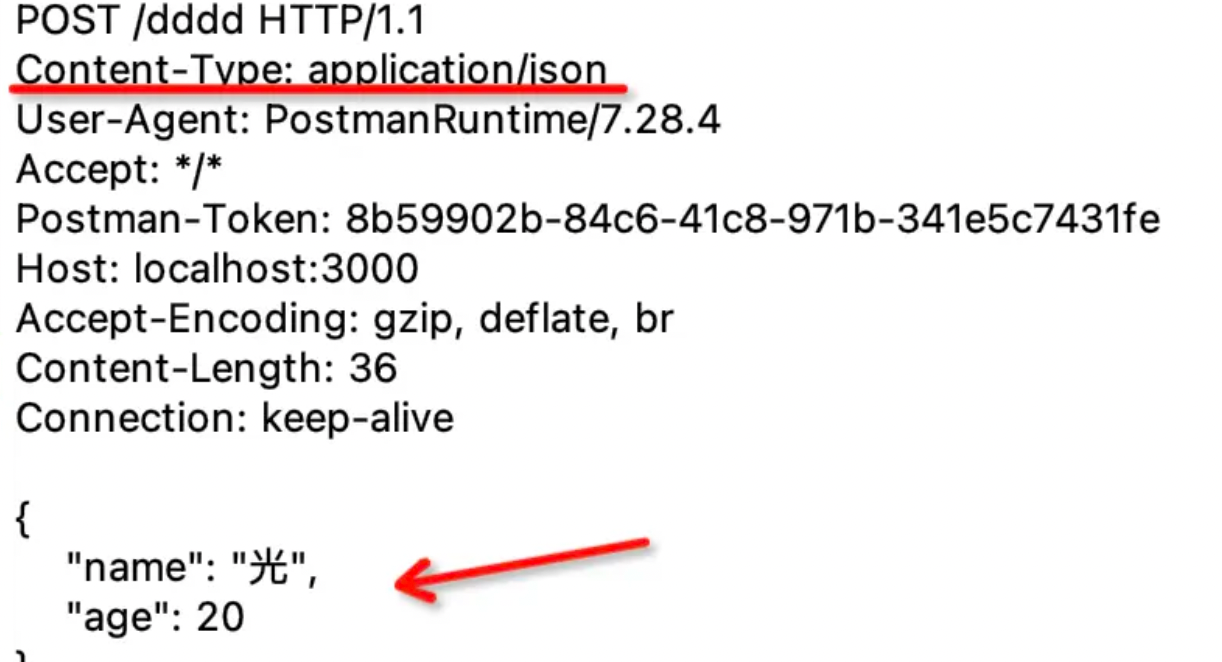 POST /dddd HTTP/1.1
Content-Type: application/json
User-Agent: PostmanRuntime/7.28.4
Accept: */*
Postman-Token: 8b59902b-84c6-41c8-971b-341e5c7431fe
Host: localhost:3000
Accept-Encoding: gzip, deflate, br
Content-Length: 36
Connection: keep-alive
{
"name": "光",
"age": 20
}